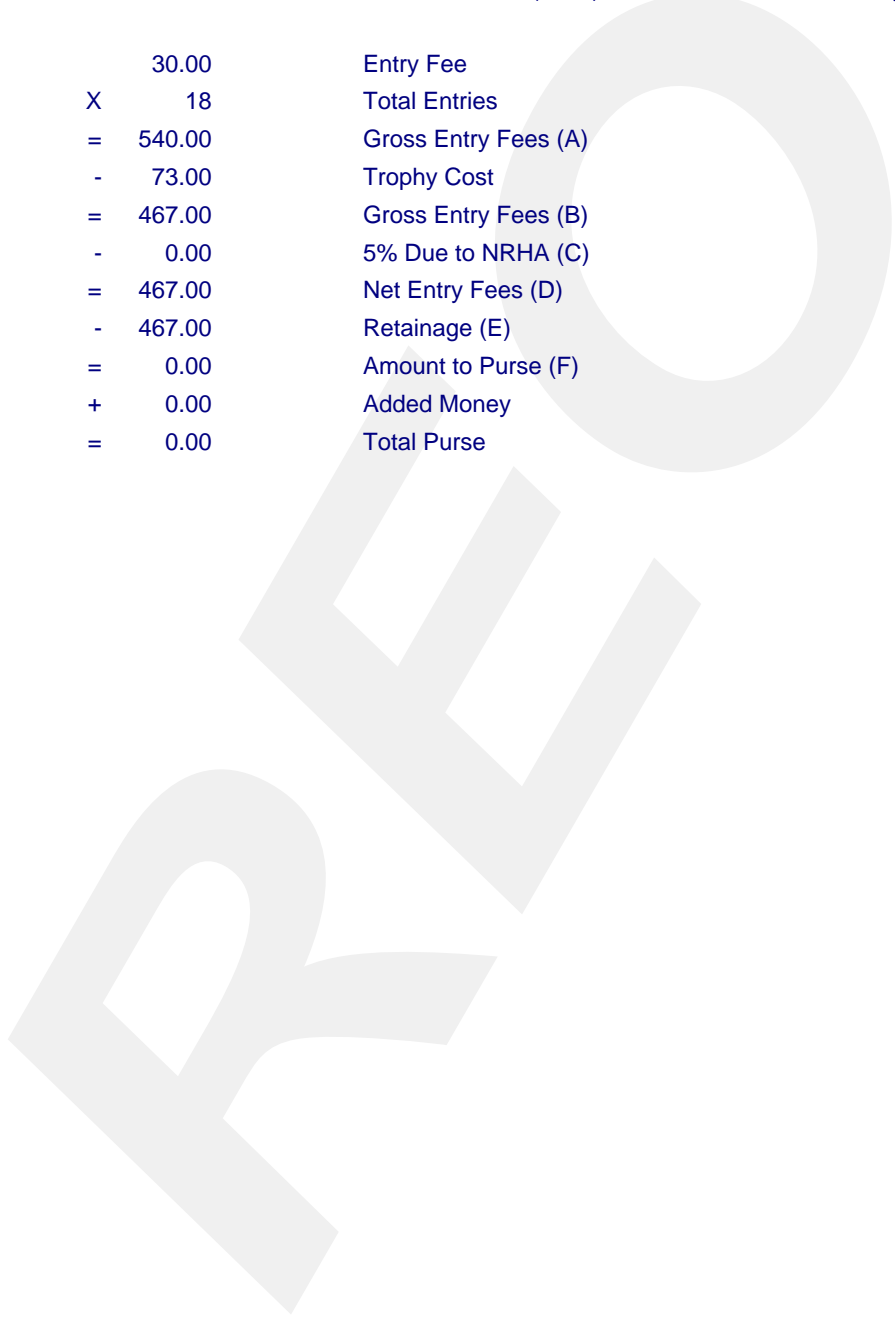 30.00 Entry Fee
X 18 Total Entries
= 540.00 Gross Entry Fees (A)
- 73.00 Trophy Cost
= 467.00 Gross Entry Fees (B)
- 0.00 5% Due to NRHA (C)
= 467.00 Net Entry Fees (D)
- 467.00 Retainage (E)
= 0.00 Amount to Purse (F)
+ 0.00 Added Money
= 0.00 Total Purse
REO